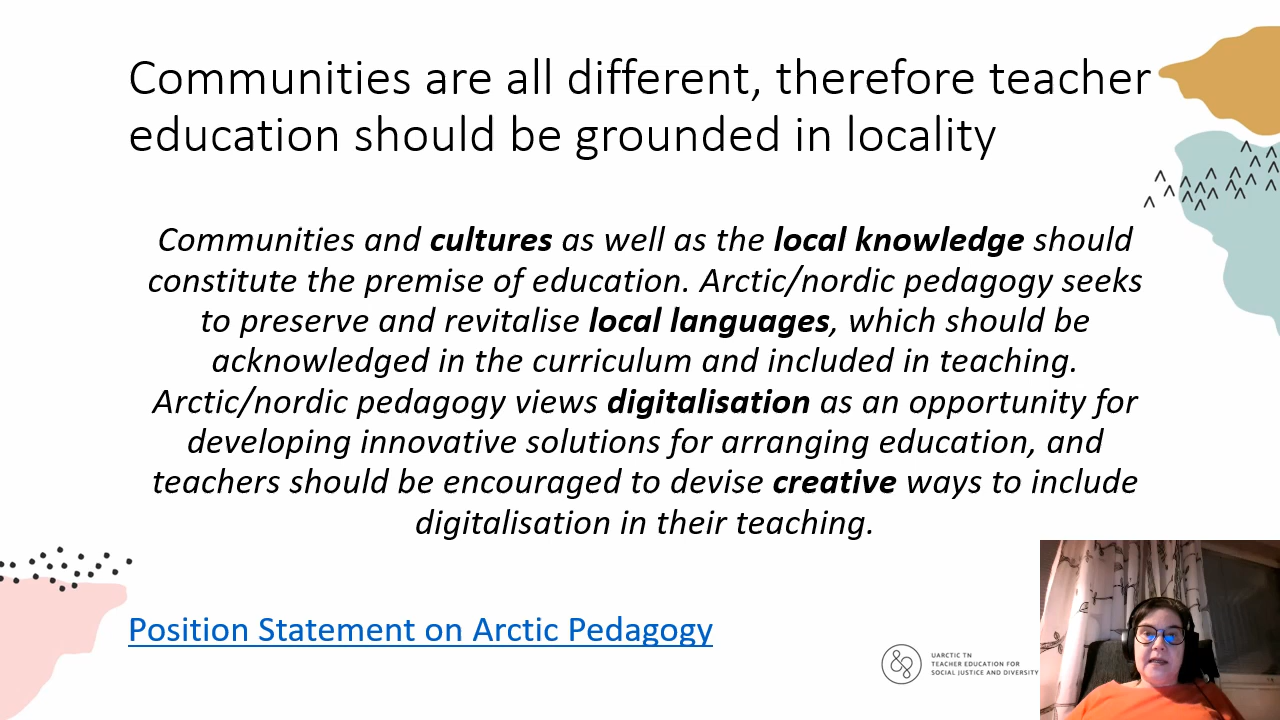 Communities are all different, therefore teacher
education should be grounded in locality
Communities and cultures as well as the local knowledge should
constitute the premise of education. Arctic/nordic pedagogy seeks
to preserve and revitalise local languages, which should be
acknowledged in the curriculum and included in teaching.
Arctic/nordic pedagogy views digitalisation as an opportunity for
developing innovative solutions for arranging education, and
teachers should be encouraged to devise creative ways to include
digitalisation in their teaching.
Position Statement on Arctic Pedagogy
UARCTIC TN
TEACHER EDUCATION FOR
SOCIAL JUSTICE AND DIVERSITY